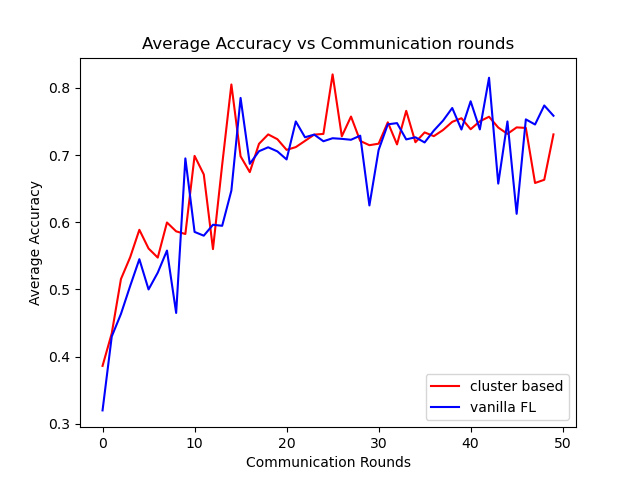 Average Accuracy vs Communication rounds
0.8
0.7
0.6
0.5
0.4
0.3
Average Accuracy
0 10 20 30 40 50
Communication Rounds
cluster based
vanilla FL